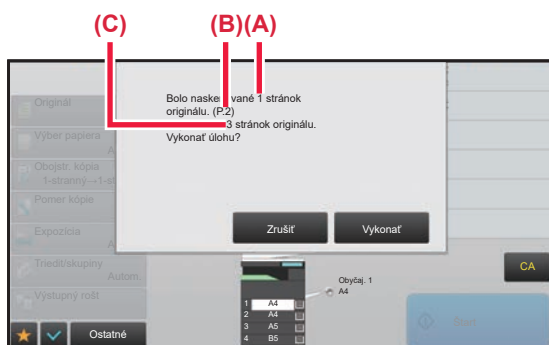 (C) (B) (A)
Bolo naskenované 1 stránok
originálu. (P.2)
3 stránok originálu.
Vykonať úlohu?
Zrušiť Vykonať
Originál
Výber papiera
A
Obojstr. kópia
1-stranný→1-st
Pomer kópie
Expozícia
A
Triediť/skupiny
Autom.
Výstupný rošt
Ostatné
Obyčaj. 1
A4
1 A4
2 A4
3 A5
4 B5
CA
Štart